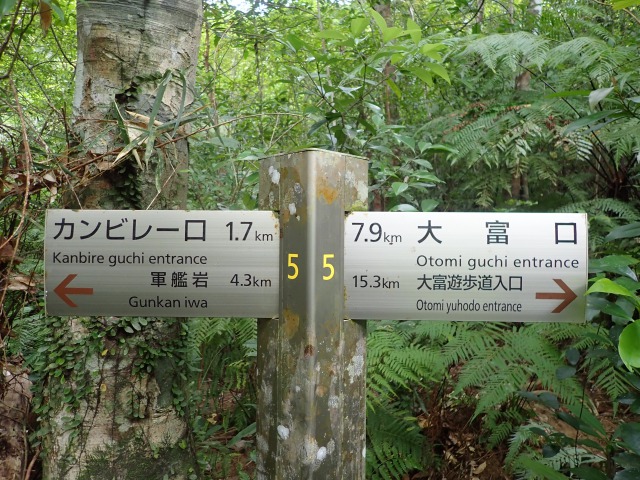 カンビレー口 1.7km
Kanbire guchi entrance
軍艦岩 4.3km
Gunkan iwa
5 5
7.9km 大富口
Otomi guchi entrance
15.3km 大富遊歩道入口
Otomi yuhodo entrance